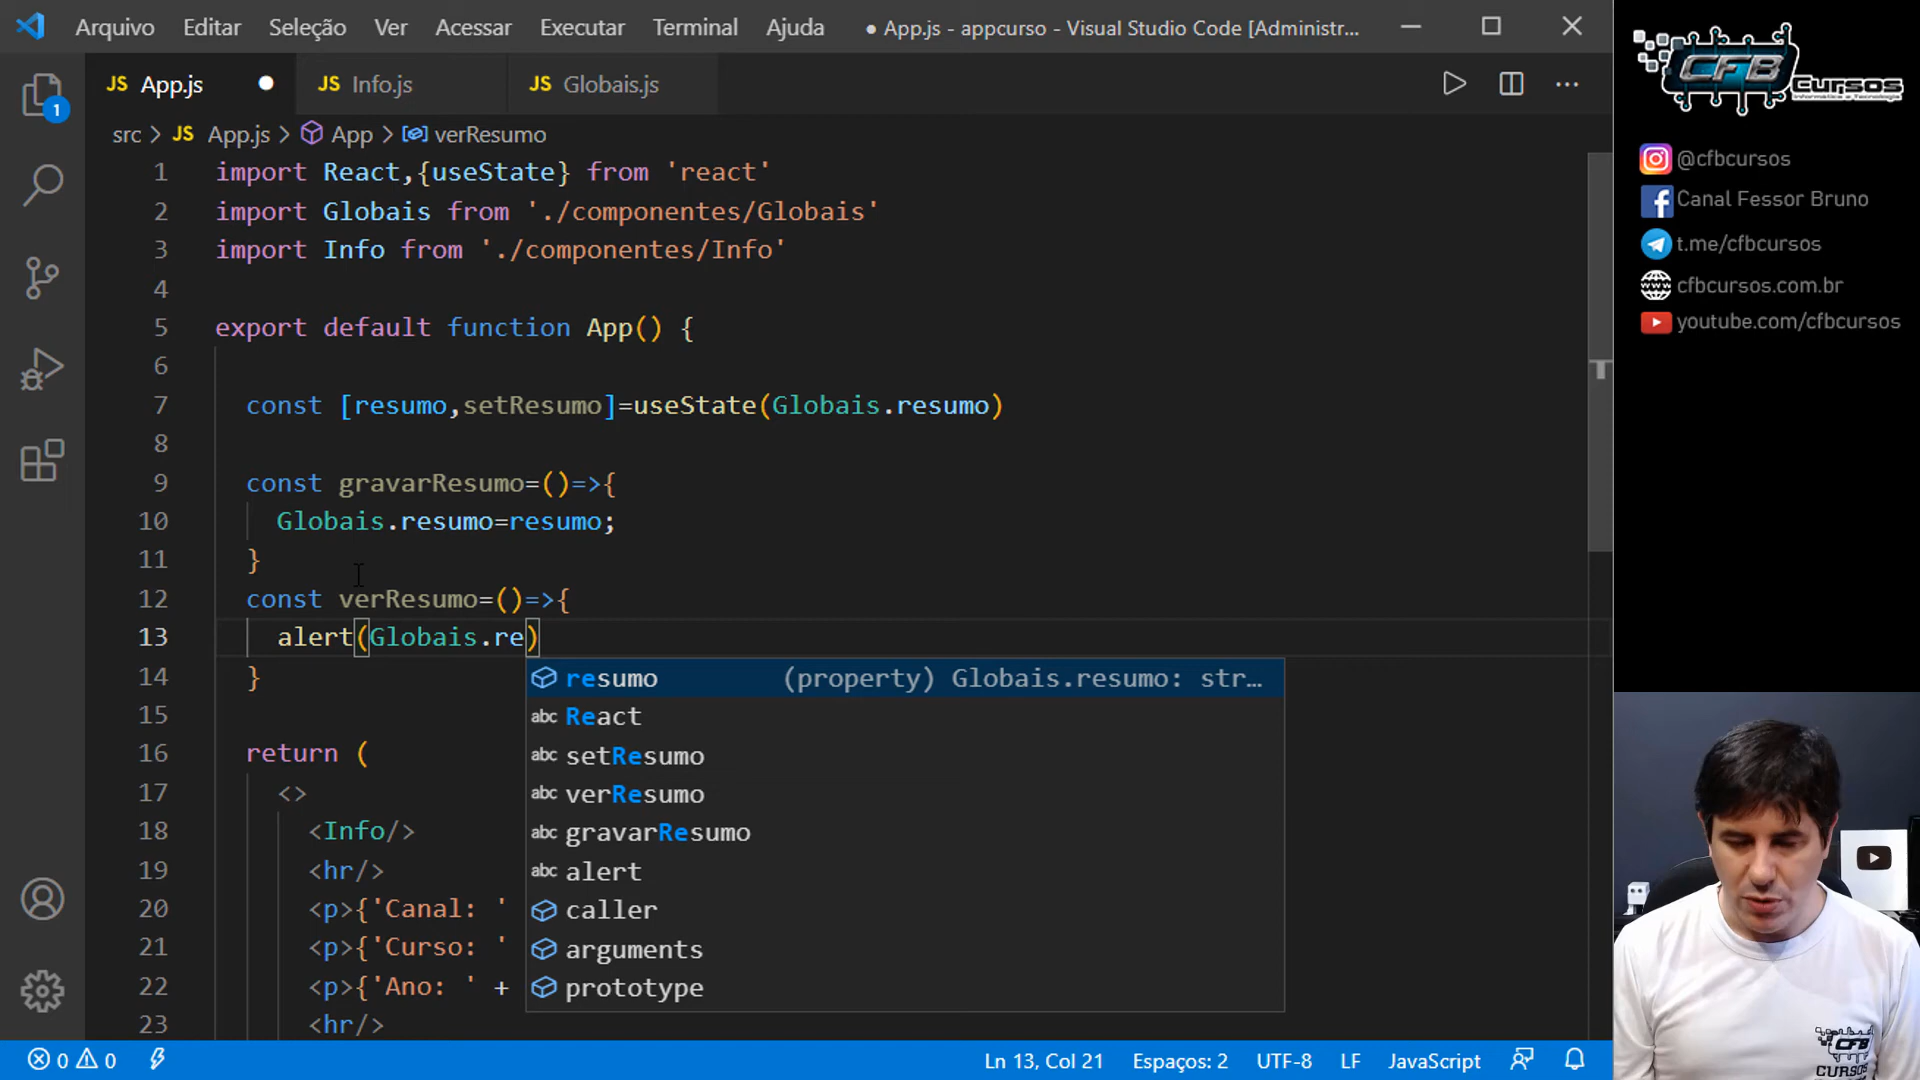 Arquivo Editar Seleção Ver Acessar Executar Terminal Ajuda ● App.js - appcurso - Visual Studio Code [Administr...
JS App.js ● JS Info.js JS Globais.js
src > JS App.js > App > verResumo
1 import React,{useState} from 'react'
2 import Globais from './componentes/Globais'
3 import Info from './componentes/Info'
4
5 export default function App() {
6
7 const [resumo,setResumo]=useState(Globais.resumo)
8
9 const gravarResumo=()=>{
10 Globais.resumo=resumo;
11 }
12 const verResumo=()=>{
13 alert(Globais.re)
14 }
15
16 return (
17 <>
18 <Info/>
19 <hr/>
20 <p>{'Canal: '
21 <p>{'Curso: '
22 <p>{'Ano: ' +
23 <hr/>
resumo (property) Globais.resumo: str...
abc React
abc setResumo
abc verResumo
abc gravarResumo
abc alert
caller
arguments
prototype
1
0 0 Ln 13, Col 21 Espaços: 2 UTF-8 LF JavaScript
CFB Cursos
@cfbcursos
Canal Fessor Bruno
t.me/cfbcursos
cfbcursos.com.br
youtube.com/cfbcursos
CFB
CURSOS